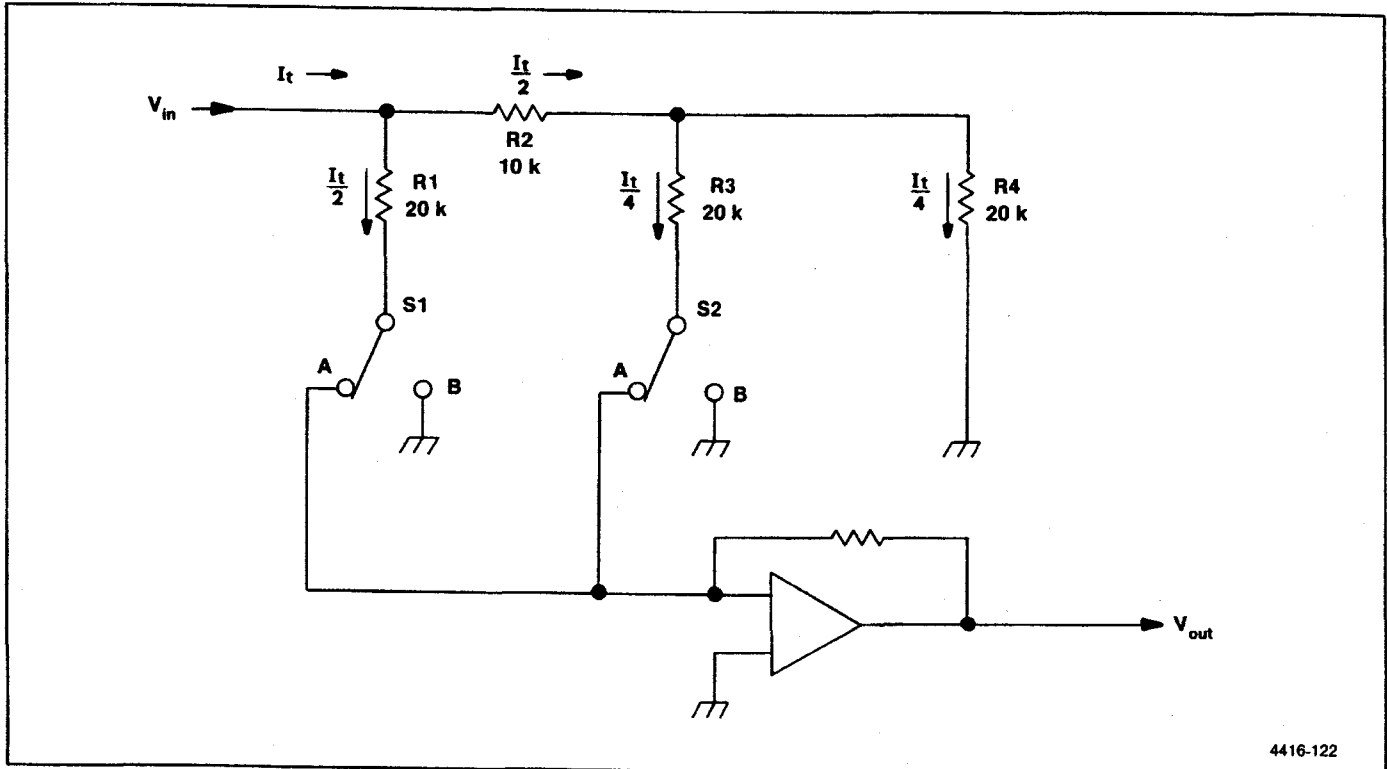 It
It/2
Vin
R2
10 k
It/2
R1
20 k
It/4
R3
20 k
It/4
R4
20 k
S1
S2
A
B
A
B
Vout
4416-122